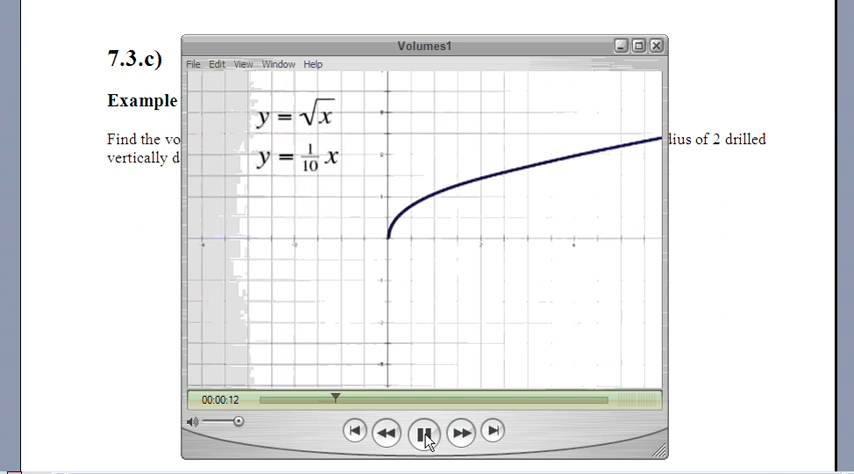 7.3.c)
Volumes1
File Edit View Window Help
Example
y = √x
Find the vo
dius of 2 drilled
y = 1/10 x
vertically d
00:00:12